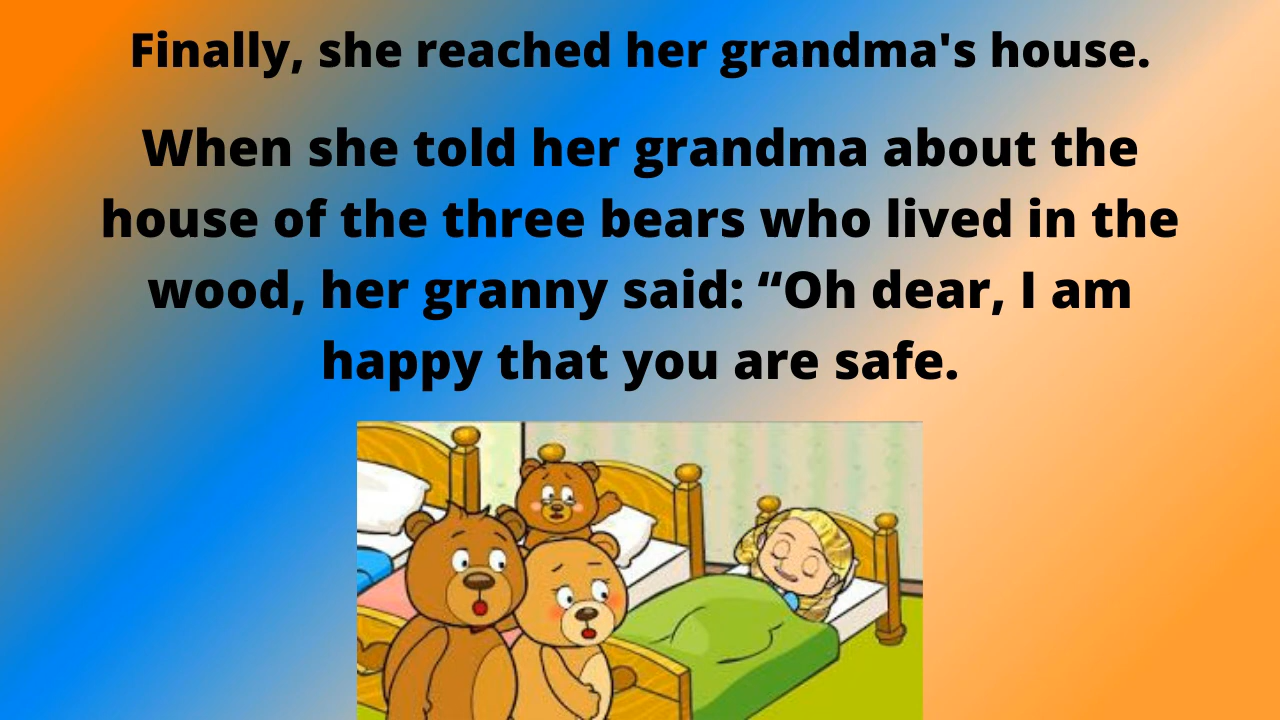 Finally, she reached her grandma's house.
When she told her grandma about the
house of the three bears who lived in the
wood, her granny said: “Oh dear, I am
happy that you are safe.